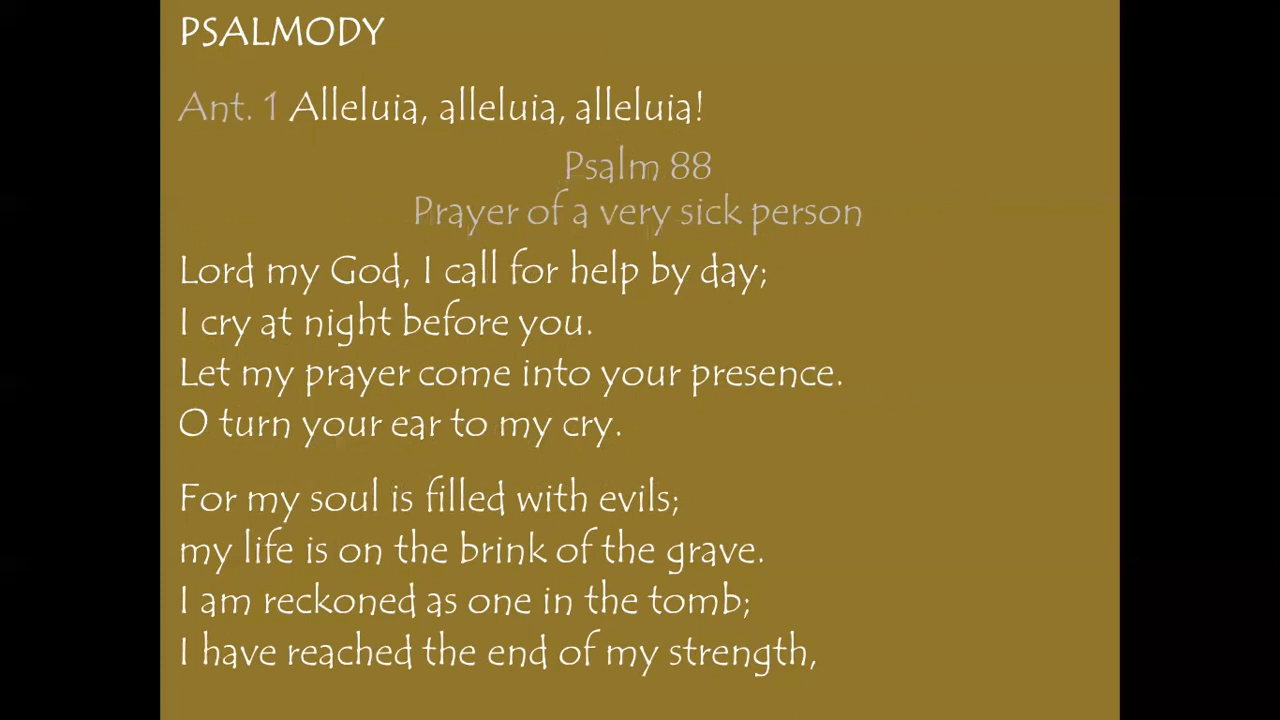 PSALMODY
Ant. 1 Alleluia, alleluia, alleluia!
Psalm 88
Prayer of a very sick person
Lord my God, I call for help by day;
I cry at night before you.
Let my prayer come into your presence.
O turn your ear to my cry.
For my soul is filled with evils;
my life is on the brink of the grave.
I am reckoned as one in the tomb;
I have reached the end of my strength,